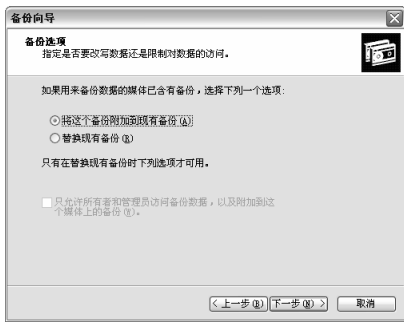 备份向导
备份选项
指定是否要改写数据还是限制对数据的访问。
如果用来备份数据的媒体已含有备份，选择下列一个选项:
将这个备份附加到现有备份(A)
替换现有备份(R)
只有在替换现有备份时下列选项才可用。
只允许所有者和管理员访问备份数据，以及附加到这
个媒体上的备份(W)。
< 上一步(B) 下一步(N) > 取消